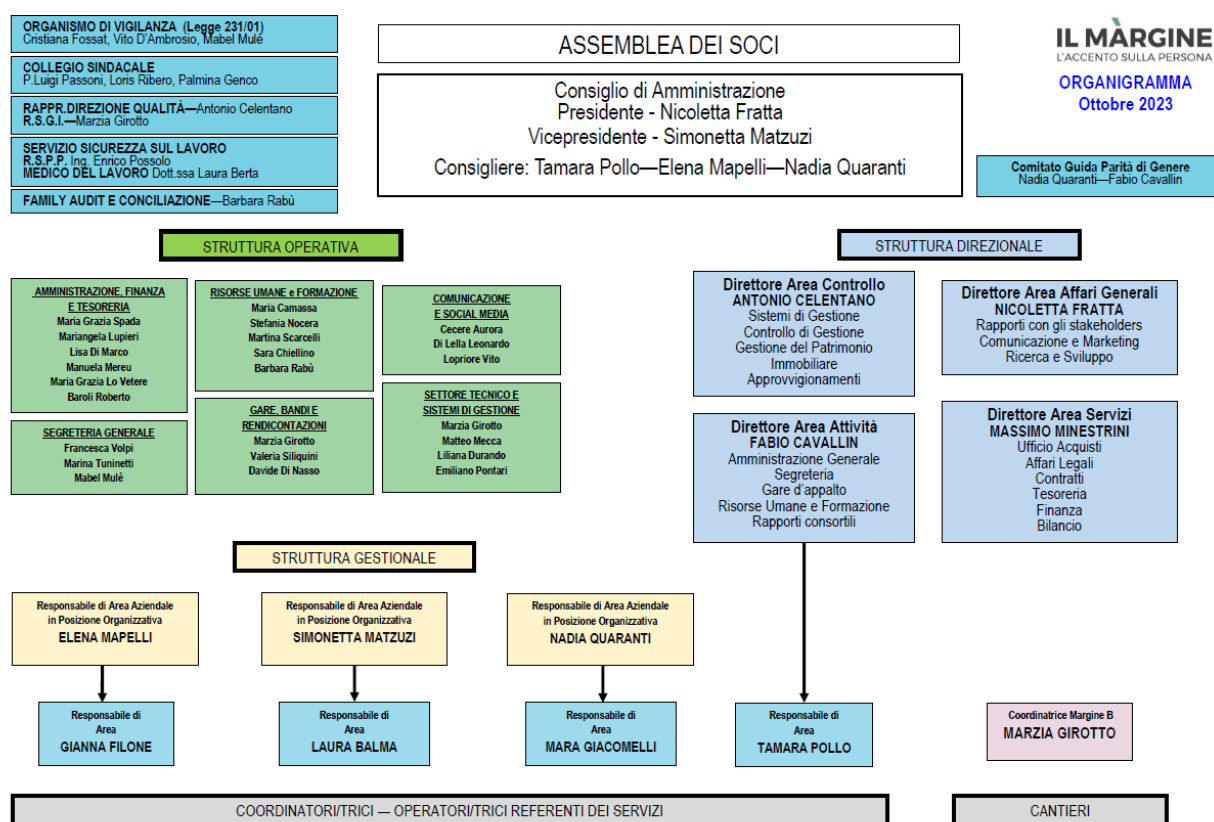 ORGANISMO DI VIGILANZA (Legge 231/01)
Cristiana Fossat, Vito D'Ambrosio, Mabel Mulé
COLLEGIO SINDACALE
P.Luigi Passoni, Loris Ribero, Palmina Genco
RAPPR.DIREZIONE QUALITÀ—Antonio Celentano
R.S.G.I.—Marzia Girotto
SERVIZIO SICUREZZA SUL LAVORO
R.S.P.P. Ing. Enrico Possolo
MEDICO DEL LAVORO Dott.ssa Laura Berta
FAMILY AUDIT E CONCILIAZIONE—Barbara Rabù
ASSEMBLEA DEI SOCI
Consiglio di Amministrazione
Presidente - Nicoletta Fratta
Vicepresidente - Simonetta Matzuzi
Consigliere: Tamara Pollo—Elena Mapelli—Nadia Quaranti
IL MÀRGINE
L'ACCENTO SULLA PERSONA
ORGANIGRAMMA
Ottobre 2023
Comitato Guida Parità di Genere
Nadia Quaranti—Fabio Cavallin
STRUTTURA OPERATIVA
AMMINISTRAZIONE, FINANZA
E TESORERIA
Maria Grazia Spada
Mariangela Lupieri
Lisa Di Marco
Manuela Mereu
Maria Grazia Lo Vetere
Baroli Roberto
SEGRETERIA GENERALE
Francesca Volpi
Marina Tuninetti
Mabel Mulè
RISORSE UMANE e FORMAZIONE
Maria Camassa
Stefania Nocera
Martina Scarcelli
Sara Chiellino
Barbara Rabù
GARE, BANDI E
RENDICONTAZIONI
Marzia Girotto
Valeria Siliquini
Davide Di Nasso
COMUNICAZIONE
E SOCIAL MEDIA
Cecere Aurora
Di Lella Leonardo
Lopriore Vito
SETTORE TECNICO E
SISTEMI DI GESTIONE
Marzia Girotto
Matteo Mecca
Liliana Durando
Emiliano Pontari
STRUTTURA DIREZIONALE
Direttore Area Controllo
ANTONIO CELENTANO
Sistemi di Gestione
Controllo di Gestione
Gestione del Patrimonio
Immobiliare
Approvvigionamenti
Direttore Area Affari Generali
NICOLETTA FRATTA
Rapporti con gli stakeholders
Comunicazione e Marketing
Ricerca e Sviluppo
Direttore Area Attività
FABIO CAVALLIN
Amministrazione Generale
Segreteria
Gare d'appalto
Risorse Umane e Formazione
Rapporti consortili
Direttore Area Servizi
MASSIMO MINESTRINI
Ufficio Acquisti
Affari Legali
Contratti
Tesoreria
Finanza
Bilancio
STRUTTURA GESTIONALE
Responsabile di Area Aziendale
in Posizione Organizzativa
ELENA MAPELLI
Responsabile di Area Aziendale
in Posizione Organizzativa
SIMONETTA MATZUZI
Responsabile di Area Aziendale
in Posizione Organizzativa
NADIA QUARANTI
Responsabile di
Area
GIANNA FILONE
Responsabile di
Area
LAURA BALMA
Responsabile di
Area
MARA GIACOMELLI
Responsabile di
Area
TAMARA POLLO
Coordinatrice Margine B
MARZIA GIROTTO
COORDINATORI/TRICI — OPERATORI/TRICI REFERENTI DEI SERVIZI
CANTIERI